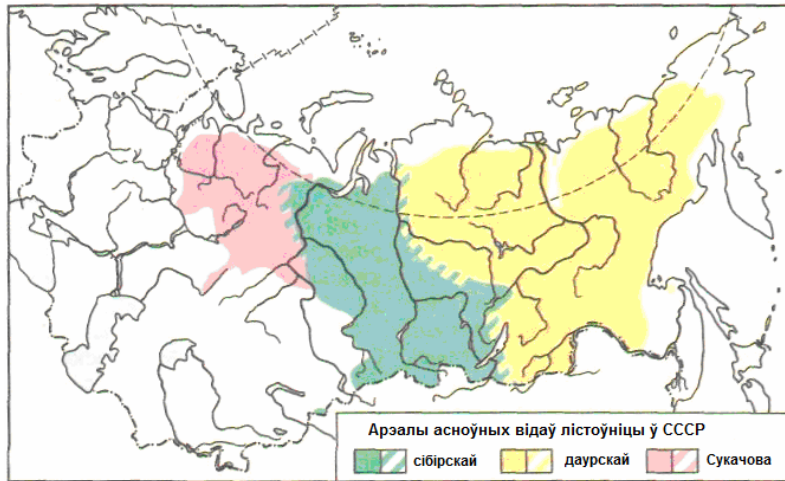 Арэалы асноўных відаў лістоўніцы ў СССР
сібірскай даурскай Сукачова